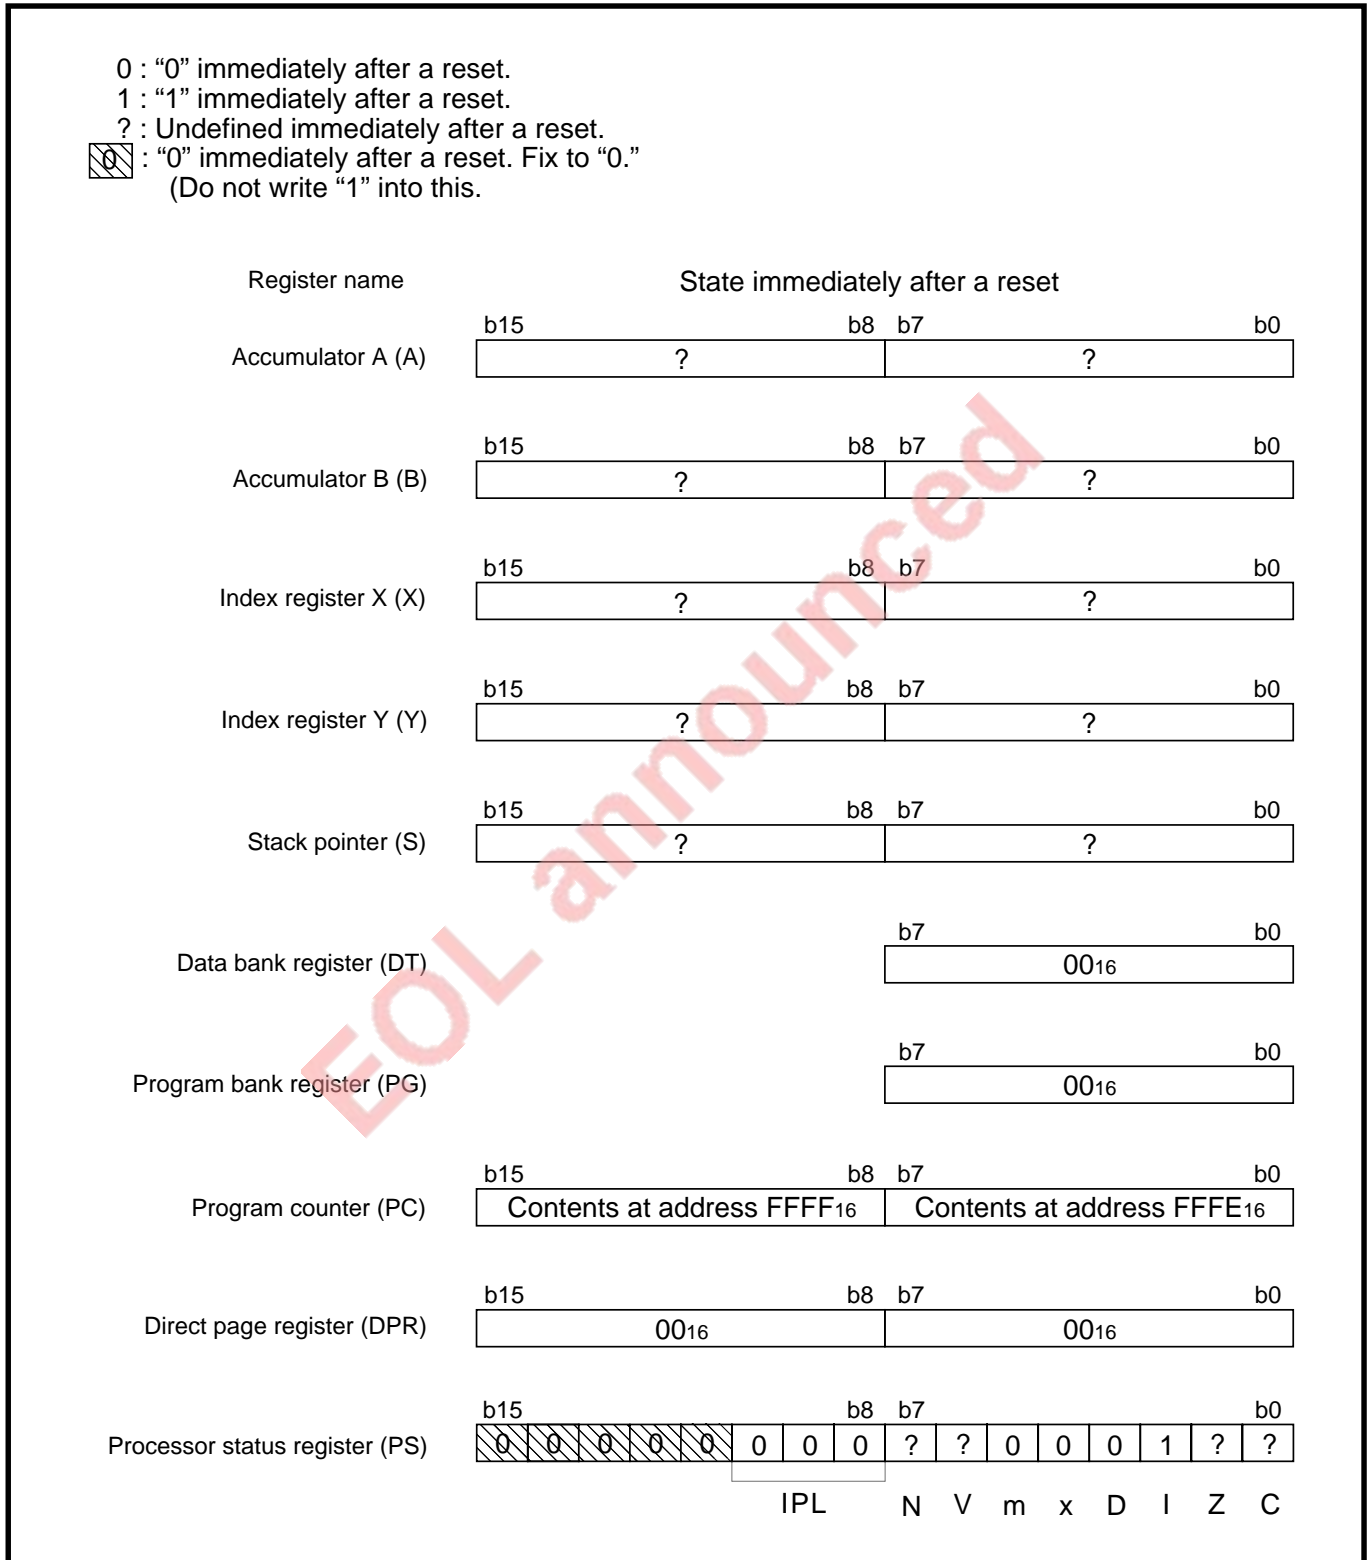 0 : “0” immediately after a reset.
1 : “1” immediately after a reset.
? : Undefined immediately after a reset.
0 : “0” immediately after a reset. Fix to “0.”
(Do not write “1” into this.
Register name State immediately after a reset
b15 b8 b7 b0
Accumulator A (A) ? ?
b15 b8 b7 b0
Accumulator B (B) ? ?
b15 b8 b7 b0
Index register X (X) ? ?
b15 b8 b7 b0
Index register Y (Y) ? ?
b15 b8 b7 b0
Stack pointer (S) ? ?
b7 b0
Data bank register (DT) 0016
b7 b0
Program bank register (PG) 0016
b15 b8 b7 b0
Program counter (PC) Contents at address FFFF16 Contents at address FFFE16
b15 b8 b7 b0
Direct page register (DPR) 0016 0016
b15 b8 b7 b0
Processor status register (PS) 0 0 0 0 0 0 0 0 ? ? 0 0 0 1 ? ?
IPL N V m x D I Z C
EOL announced